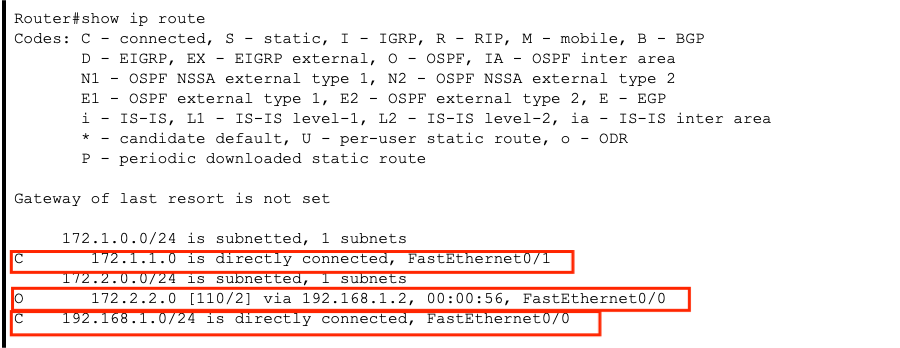 Router#show ip route
Codes: C - connected, S - static, I - IGRP, R - RIP, M - mobile, B - BGP
       D - EIGRP, EX - EIGRP external, O - OSPF, IA - OSPF inter area
       N1 - OSPF NSSA external type 1, N2 - OSPF NSSA external type 2
       E1 - OSPF external type 1, E2 - OSPF external type 2, E - EGP
       i - IS-IS, L1 - IS-IS level-1, L2 - IS-IS level-2, ia - IS-IS inter area
       * - candidate default, U - per-user static route, o - ODR
       P - periodic downloaded static route
Gateway of last resort is not set
     172.1.0.0/24 is subnetted, 1 subnets
C       172.1.1.0 is directly connected, FastEthernet0/1
     172.2.0.0/24 is subnetted, 1 subnets
O       172.2.2.0 [110/2] via 192.168.1.2, 00:00:56, FastEthernet0/0
C    192.168.1.0/24 is directly connected, FastEthernet0/0